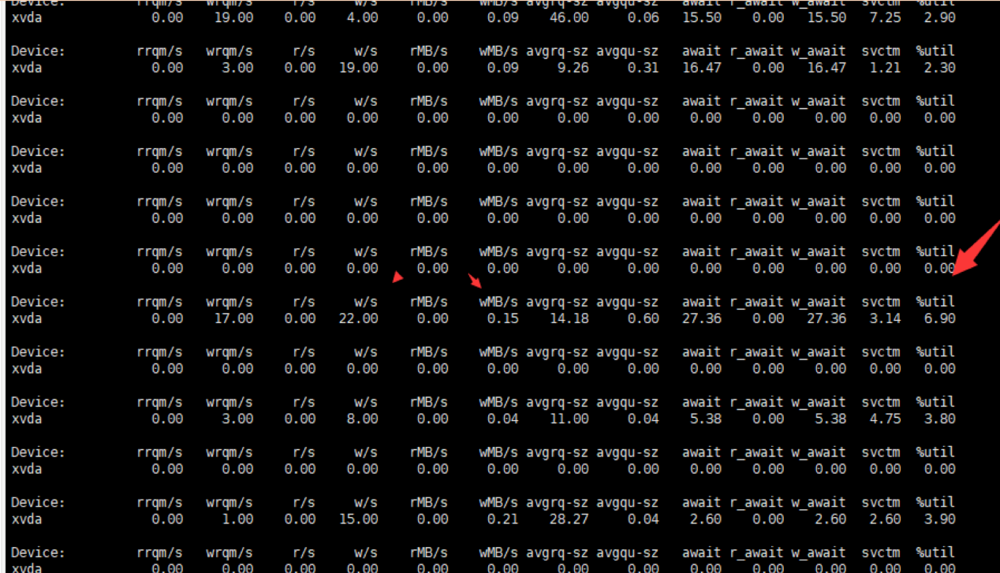 Device: rrqm/s wrqm/s r/s w/s rMB/s wMB/s avgrq-sz avgqu-sz await r_await w_await svctm %util
xvda 0.00 19.00 0.00 4.00 0.00 0.09 46.00 0.06 15.50 0.00 15.50 7.25 2.90
Device: rrqm/s wrqm/s r/s w/s rMB/s wMB/s avgrq-sz avgqu-sz await r_await w_await svctm %util
xvda 0.00 3.00 0.00 19.00 0.00 0.09 9.26 0.31 16.47 0.00 16.47 1.21 2.30
Device: rrqm/s wrqm/s r/s w/s rMB/s wMB/s avgrq-sz avgqu-sz await r_await w_await svctm %util
xvda 0.00 0.00 0.00 0.00 0.00 0.00 0.00 0.00 0.00 0.00 0.00 0.00 0.00
Device: rrqm/s wrqm/s r/s w/s rMB/s wMB/s avgrq-sz avgqu-sz await r_await w_await svctm %util
xvda 0.00 0.00 0.00 0.00 0.00 0.00 0.00 0.00 0.00 0.00 0.00 0.00 0.00
Device: rrqm/s wrqm/s r/s w/s rMB/s wMB/s avgrq-sz avgqu-sz await r_await w_await svctm %util
xvda 0.00 0.00 0.00 0.00 0.00 0.00 0.00 0.00 0.00 0.00 0.00 0.00 0.00
Device: rrqm/s wrqm/s r/s w/s rMB/s wMB/s avgrq-sz avgqu-sz await r_await w_await svctm %util
xvda 0.00 0.00 0.00 0.00 0.00 0.00 0.00 0.00 0.00 0.00 0.00 0.00 0.00
Device: rrqm/s wrqm/s r/s w/s rMB/s wMB/s avgrq-sz avgqu-sz await r_await w_await svctm %util
xvda 0.00 17.00 0.00 22.00 0.00 0.15 14.18 0.60 27.36 0.00 27.36 3.14 6.90
Device: rrqm/s wrqm/s r/s w/s rMB/s wMB/s avgrq-sz avgqu-sz await r_await w_await svctm %util
xvda 0.00 0.00 0.00 0.00 0.00 0.00 0.00 0.00 0.00 0.00 0.00 0.00 0.00
Device: rrqm/s wrqm/s r/s w/s rMB/s wMB/s avgrq-sz avgqu-sz await r_await w_await svctm %util
xvda 0.00 3.00 0.00 8.00 0.00 0.04 11.00 0.04 5.38 0.00 5.38 4.75 3.80
Device: rrqm/s wrqm/s r/s w/s rMB/s wMB/s avgrq-sz avgqu-sz await r_await w_await svctm %util
xvda 0.00 0.00 0.00 0.00 0.00 0.00 0.00 0.00 0.00 0.00 0.00 0.00 0.00
Device: rrqm/s wrqm/s r/s w/s rMB/s wMB/s avgrq-sz avgqu-sz await r_await w_await svctm %util
xvda 0.00 1.00 0.00 15.00 0.00 0.21 28.27 0.04 2.60 0.00 2.60 2.60 3.90
Device: rrqm/s wrqm/s r/s w/s rMB/s wMB/s avgrq-sz avgqu-sz await r_await w_await svctm %util
xvda 0.00 0.00 0.00 0.00 0.00 0.00 0.00 0.00 0.00 0.00 0.00 0.00 0.00